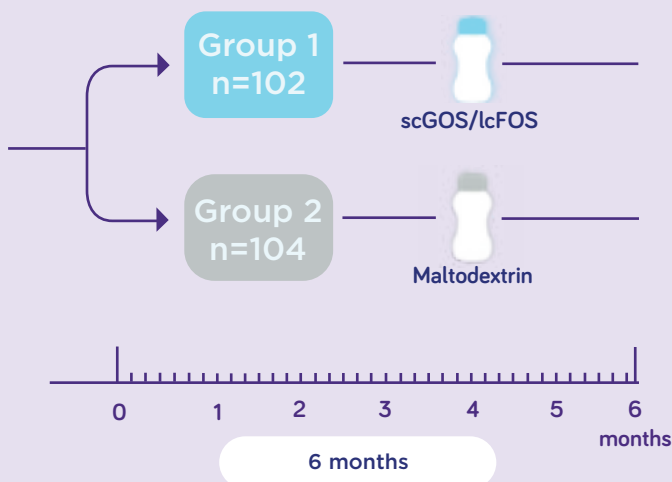 Group 1
n=102
scGOS/lcFOS
Group 2
n=104
Maltodextrin
0 1 2 3 4 5 6
months
6 months